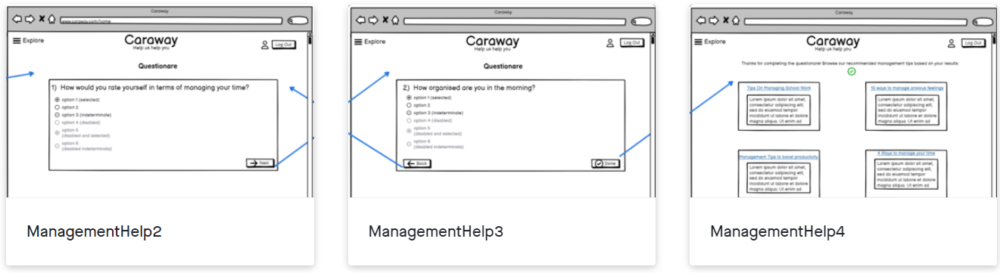 Caraway
www.caraway.com/home
Explore
Caraway
Help us help you
Log Out
Questionare
1) How would you rate yourself in terms of managing your time?
option 1 (selected)
option 2
option 3 (indeterminate)
option 4 (disabled)
option 5
(disabled and selected)
option 6
(disabled indeterminate)
Next
ManagementHelp2
Caraway
Explore
Caraway
Help us help you
Log Out
Questionare
2) How organised are you in the morning?
option 1 (selected)
option 2
option 3 (indeterminate)
option 4 (disabled)
option 5
(disabled and selected)
option 6
(disabled indeterminate)
Back
Done
ManagementHelp3
Caraway
Explore
Caraway
Help us help you
Log Out
Thanks for completing the questionare! Browse our recommended management tips based on your results
Tips On Managing School Work
Lorem ipsum dolor sit amet,
consectetur adipiscing elit,
sed do eiusmod tempor
incididunt ut labore et dolore
magna aliqua. Ut enim ad
10 ways to manage anxious feelings
Lorem ipsum dolor sit amet,
consectetur adipiscing elit,
sed do eiusmod tempor
incididunt ut labore et dolore
magna aliqua. Ut enim ad
Management Tips to boost productivity
Lorem ipsum dolor sit amet,
consectetur adipiscing elit,
sed do eiusmod tempor
incididunt ut labore et dolore
magna aliqua. Ut enim ad
4 Ways to manage your time
Lorem ipsum dolor sit amet,
consectetur adipiscing elit,
sed do eiusmod tempor
incididunt ut labore et dolore
magna aliqua. Ut enim ad
ManagementHelp4